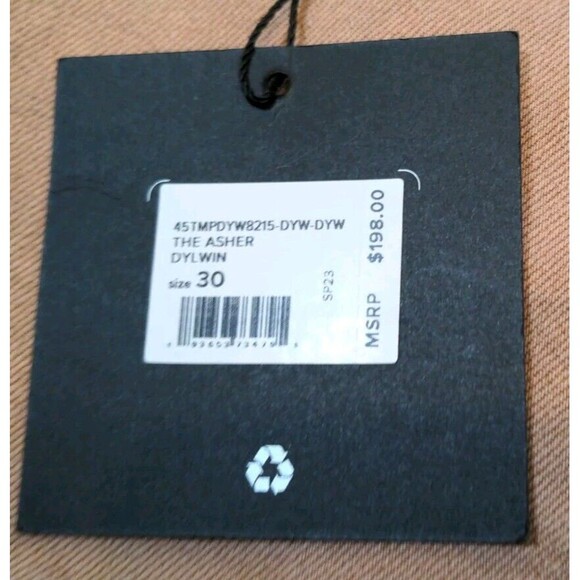 45TMPDYW8215-DYW-DYW
THE ASHER
DYLWIN
size 30
SP23
MSRP $198.00